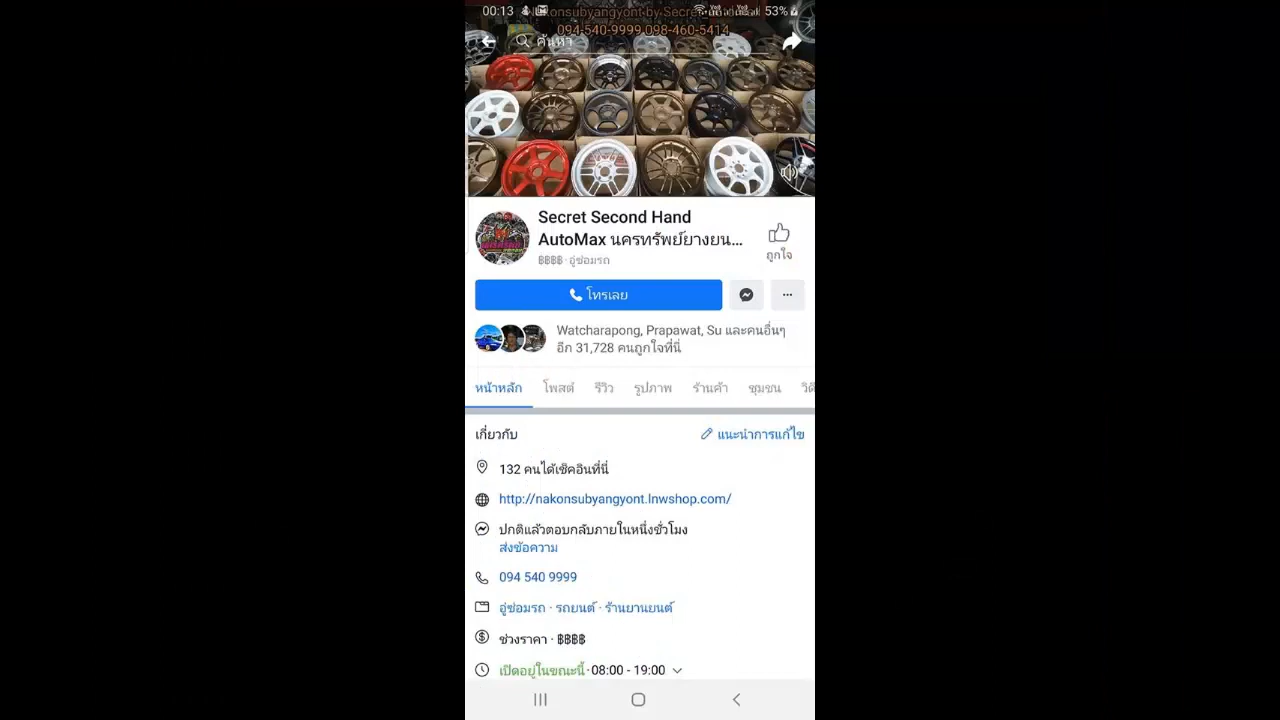 00:13
53%
Nakonsubyangyont by Secret
094-540-9999,098-460-5414
ค้นหา
Secret Second Hand
AutoMax นครทรัพย์ยางยน...
฿฿฿฿ · อู่ซ่อมรถ
ถูกใจ
โทรเลย
Watcharapong, Prapawat, Su และคนอื่นๆ
อีก 31,728 คนถูกใจที่นี่
หน้าหลัก โพสต์ รีวิว รูปภาพ ร้านค้า ชุมชน วิดี
เกี่ยวกับ
แนะนำการแก้ไข
132 คนได้เช็คอินที่นี่
http://nakonsubyangyont.lnwshop.com/
ปกติแล้วตอบกลับภายในหนึ่งชั่วโมง
ส่งข้อความ
094 540 9999
อู่ซ่อมรถ · รถยนต์ · ร้านยานยนต์
ช่วงราคา · ฿฿฿฿
เปิดอยู่ในขณะนี้ · 08:00 - 19:00